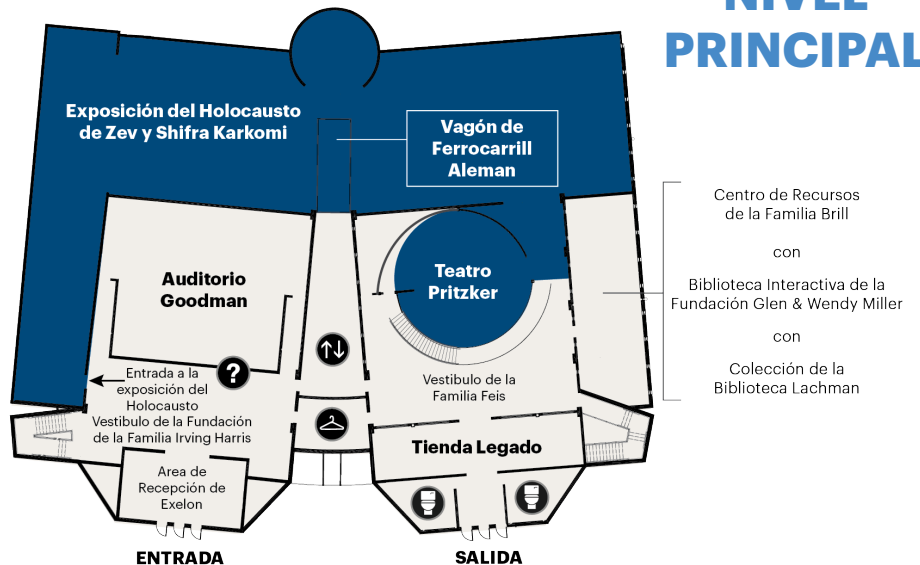 NIVEL
PRINCIPAL
Exposición del Holocausto
de Zev y Shifra Karkomi
Vagón de
Ferrocarrill
Aleman
Centro de Recursos
de la Familia Brill
con
Biblioteca Interactiva de la
Fundación Glen & Wendy Miller
con
Colección de la
Biblioteca Lachman
Auditorio
Goodman
Teatro
Pritzker
?
Entrada a la
exposición del
Holocausto
Vestibulo de la Fundación
de la Familia Irving Harris
Vestibulo de la
Familia Feis
Tienda Legado
Area de
Recepción de
Exelon
ENTRADA
SALIDA